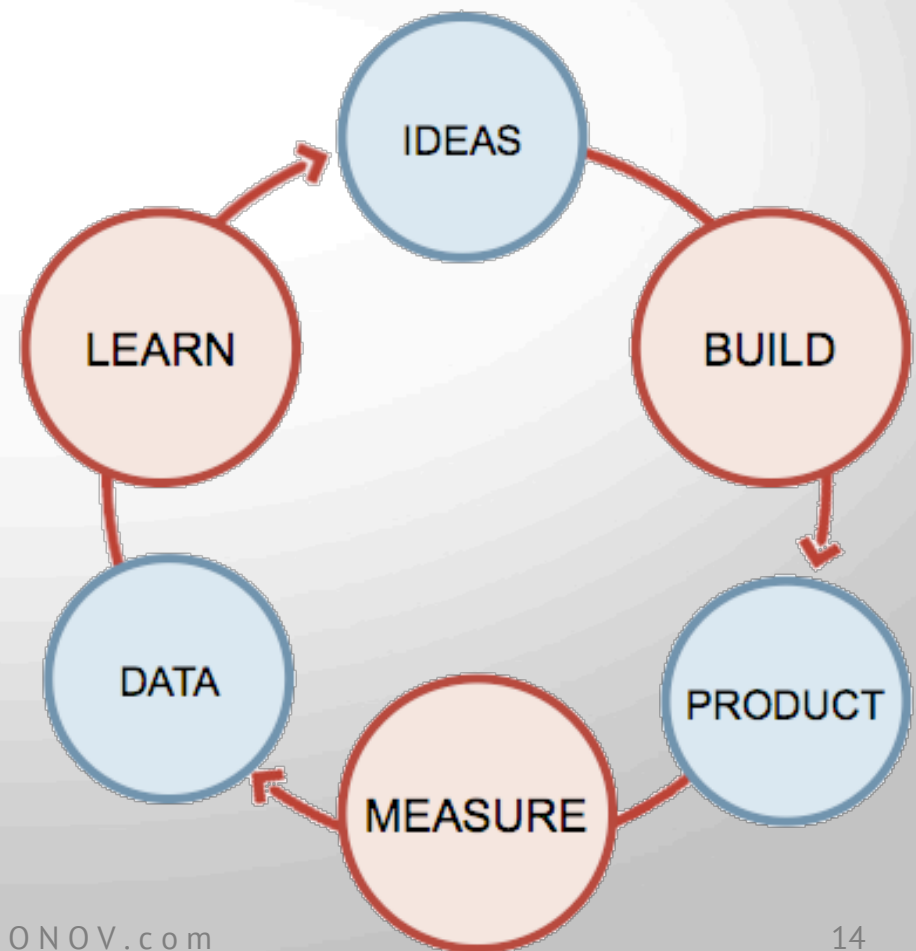 IDEAS
LEARN
BUILD
DATA
PRODUCT
MEASURE
ONOV.com
14